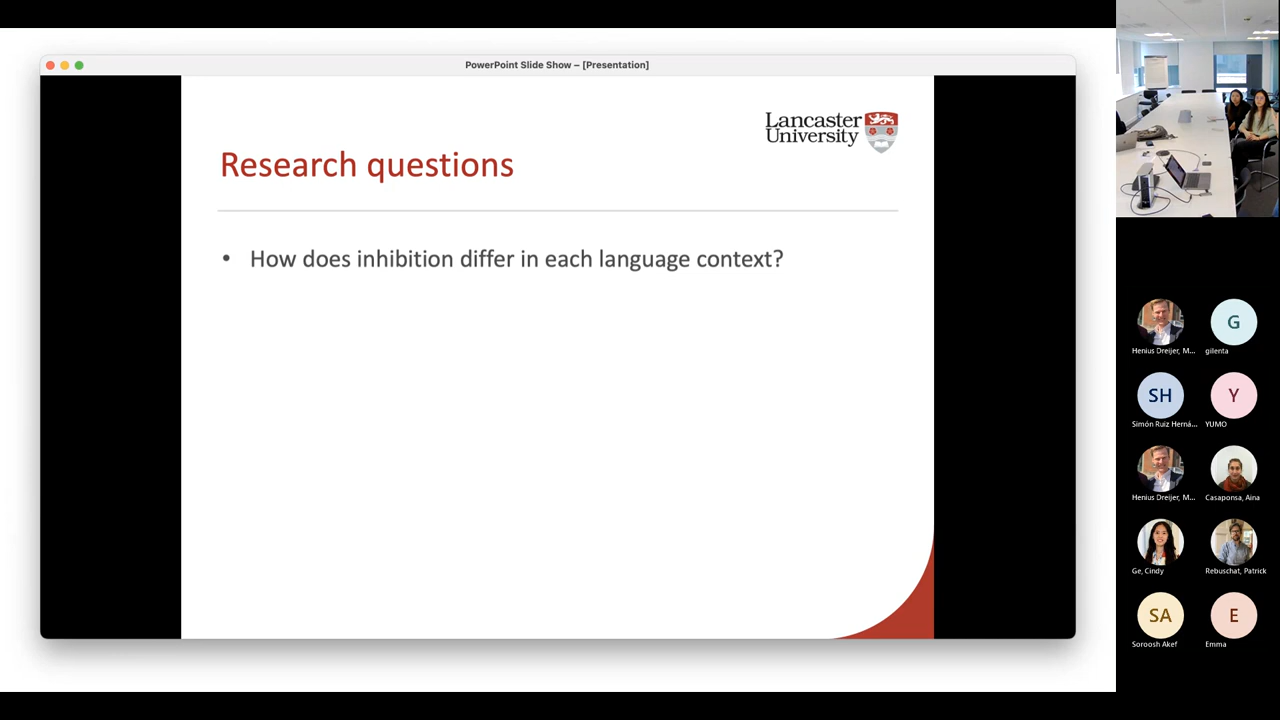 PowerPoint Slide Show – [Presentation]
Lancaster
University
Research questions
• How does inhibition differ in each language context?
Henius Dreijer, M...
G
gilenta
SH
Simón Ruiz Herná...
Y
YUMO
Henius Dreijer, M...
Casaponsa, Aina
Ge, Cindy
Rebuschat, Patrick
SA
Soroosh Akef
E
Emma